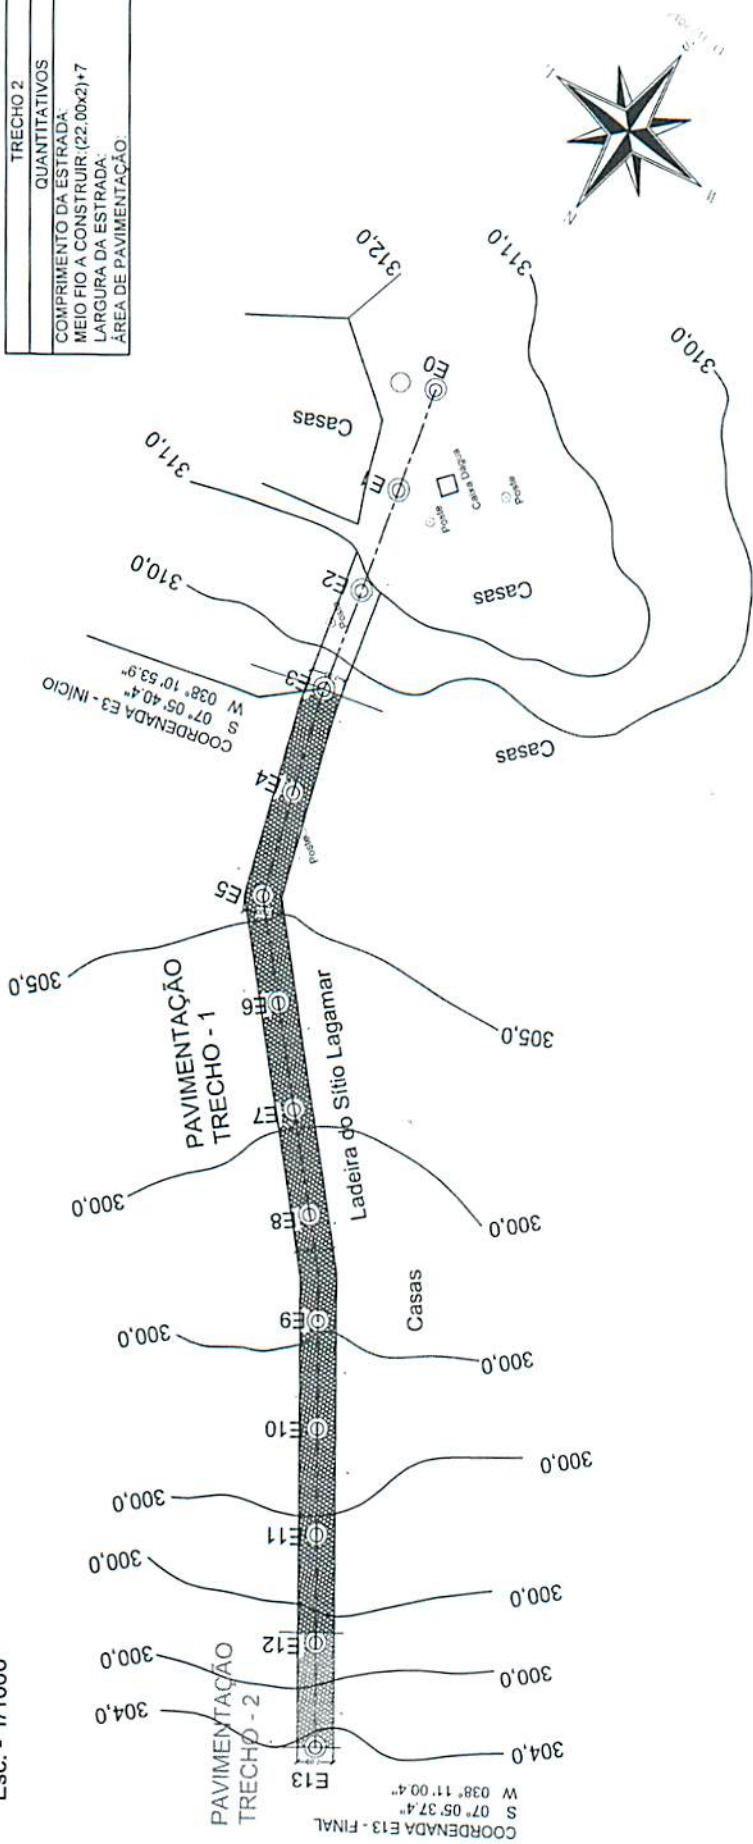 TRECHO 2
QUANTITATIVOS
COMPRIMENTO DA ESTRADA:
MEIO FIO A CONSTRUIR:(22,00x2)+7
LARGURA DA ESTRADA:
ÁREA DE PAVIMENTAÇÃO:
S
N
312,0
311,0
310,0
E0
Casas
311,0
E1
Caixa D'água
Poste
Poste
310,0
E2
Poste
Casas
COORDENADA E3 - INÍCIO
S 07° 05' 40.4"
W 038° 10' 53.9"
E3
Casas
E4
Poste
E5
305,0
305,0
PAVIMENTAÇÃO
TRECHO - 1
E6
Ladeira do Sítio Lagamar
E7
300,0
300,0
E8
Casas
E9
300,0
300,0
E10
300,0
300,0
E11
300,0
300,0
E12
300,0
300,0
PAVIMENTAÇÃO
TRECHO - 2
304,0
304,0
E13
COORDENADA E13 - FINAL
S 07° 05' 37.4"
W 038° 11' 00.4"
Esc. - 1/1000